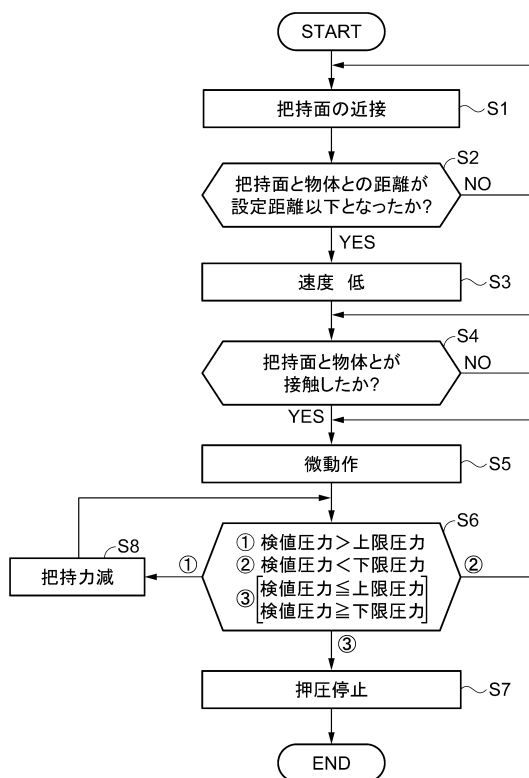 START
把持面の近接
S1
把持面と物体との距離が
設定距離以下となったか?
S2
NO
YES
速度 低
S3
把持面と物体とが
接触したか?
S4
NO
YES
微動作
S5
① 検値圧力>上限圧力
② 検値圧力<下限圧力
③ 検値圧力≦上限圧力
検値圧力≧下限圧力
S6
①
②
③
把持力減
S8
押圧停止
S7
END